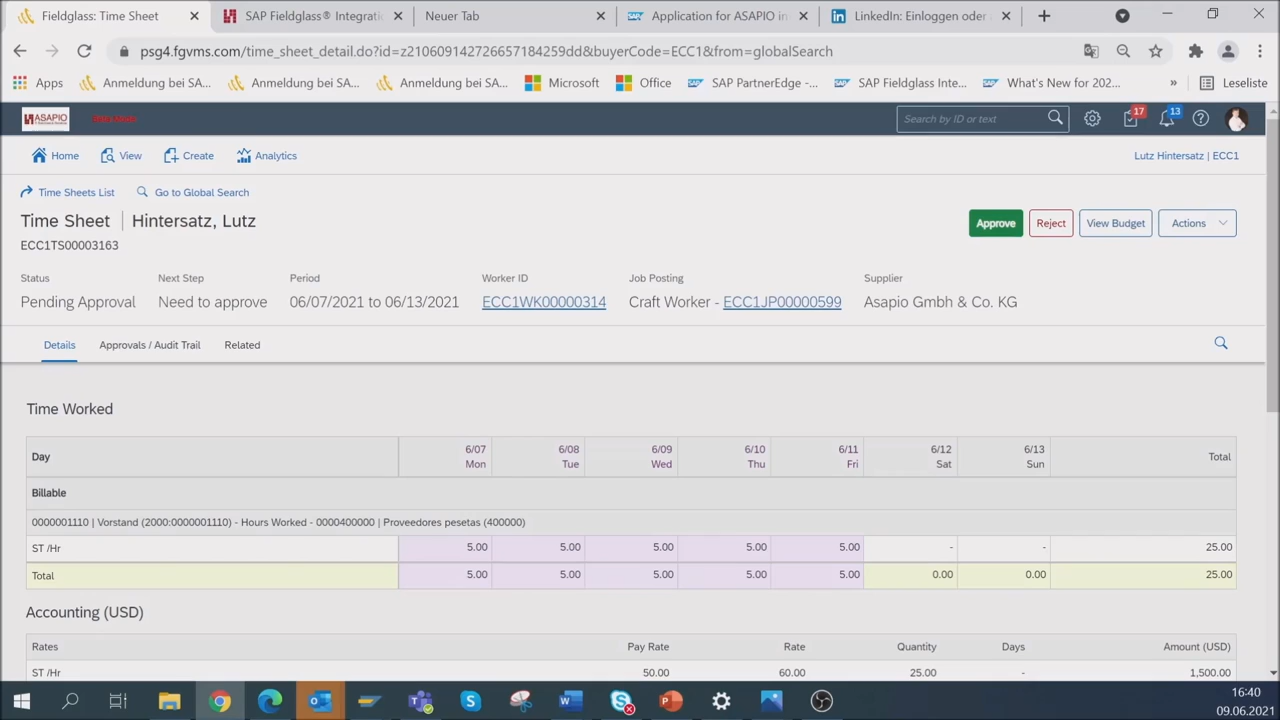 Fieldglass: Time Sheet
SAP Fieldglass® Integratio
Neuer Tab
Application for ASAPIO in
LinkedIn: Einloggen oder
psg4.fgvms.com/time_sheet_detail.do?id=z210609142726657184259dd&buyerCode=ECC1&from=globalSearch
Apps
Anmeldung bei SA...
Anmeldung bei SA...
Anmeldung bei SA...
Microsoft
Office
SAP PartnerEdge -...
SAP Fieldglass Inte...
What's New for 202...
»
Leseliste
ASAPIO
Search by ID or text
17
13
Home
View
Create
Analytics
Lutz Hintersatz | ECC1
Time Sheets List
Go to Global Search
Time Sheet | Hintersatz, Lutz
Approve
Reject
View Budget
Actions
ECC1TS00003163
Status
Next Step
Period
Worker ID
Job Posting
Supplier
Pending Approval
Need to approve
06/07/2021 to 06/13/2021
ECC1WK00000314
Craft Worker - ECC1JP00000599
Asapio Gmbh & Co. KG
Details
Approvals / Audit Trail
Related
Time Worked
Day
6/07 Mon
6/08 Tue
6/09 Wed
6/10 Thu
6/11 Fri
6/12 Sat
6/13 Sun
Total
Billable
0000001110 | Vorstand (2000:0000001110) - Hours Worked - 0000400000 | Proveedores pesetas (400000)
ST /Hr 5.00 5.00 5.00 5.00 5.00 - - 25.00
Total 5.00 5.00 5.00 5.00 5.00 0.00 0.00 25.00
Accounting (USD)
Rates Pay Rate Rate Quantity Days Amount (USD)
ST /Hr 50.00 60.00 25.00 - 1,500.00
16:40
09.06.2021